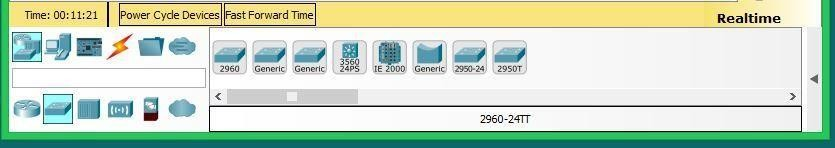 Time: 00:11:21
Power Cycle Devices
Fast Forward Time
Realtime
2960
Generic
Generic
3560
24PS
IE 2000
Generic
2950-24
2950T
2960-24TT